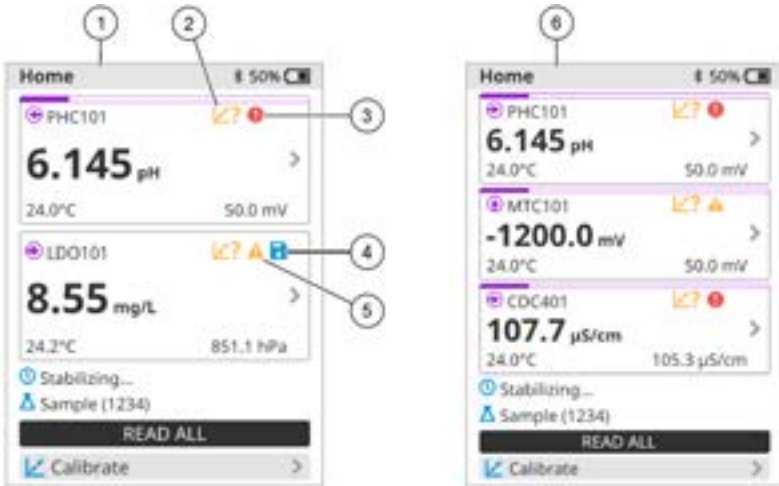 1
2
6
Home 50%
PHC101 ? !
3
6.145 pH
24.0°C 50.0 mV
LDO101 ? !
4
5
8.55 mg/L
24.2°C 851.1 hPa
Stabilizing...
Sample (1234)
READ ALL
Calibrate
Home 50%
PHC101 ? !
6.145 pH
24.0°C 50.0 mV
MTC101 ? !
-1200.0 mV
24.0°C 50.0 mV
CDC401 ? !
107.7 µS/cm
24.0°C 105.3 µS/cm
Stabilizing...
Sample (1234)
READ ALL
Calibrate